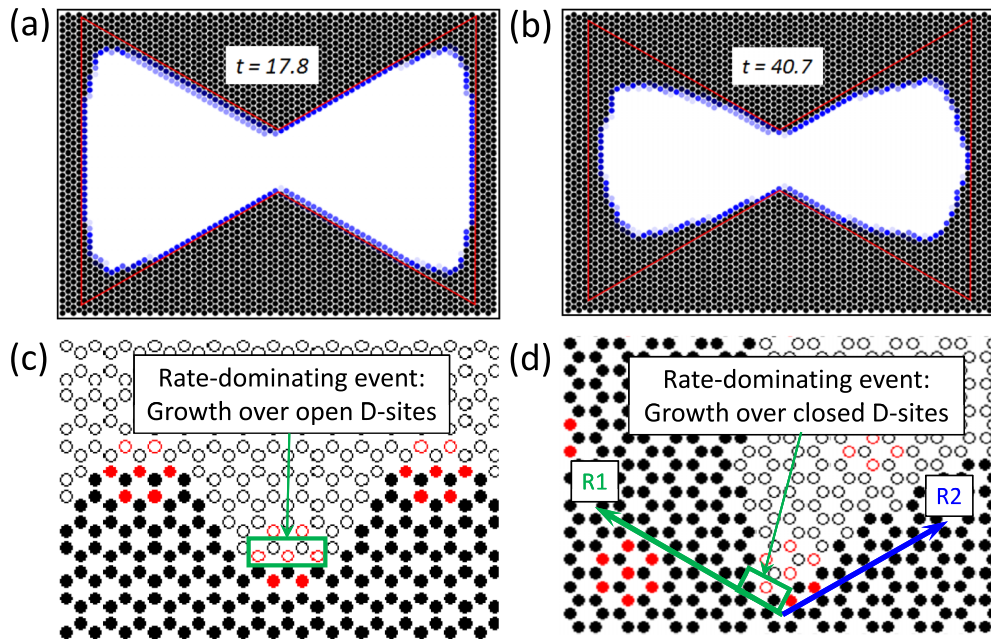 (a)
t = 17.8
(b)
t = 40.7
(c)
Rate-dominating event:
Growth over open D-sites
(d)
Rate-dominating event:
Growth over closed D-sites
R1
R2